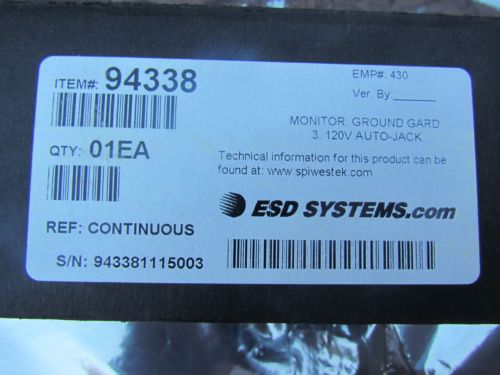 ITEM#: 94338
EMP#: 430
Ver. By:______
MONITOR, GROUND GARD
3, 120V AUTO-JACK
QTY: 01EA
Technical information for this product can be
found at: www.spiwestek.com
ESD SYSTEMS.com
REF: CONTINUOUS
S/N: 943381115003